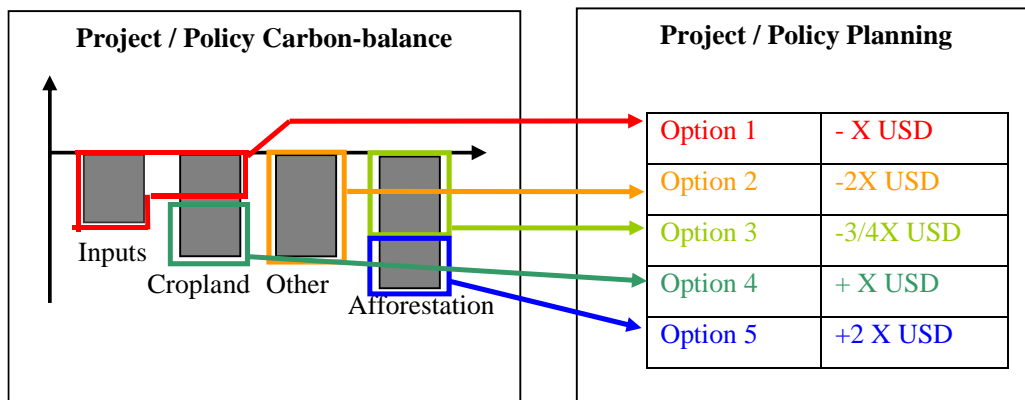 Project / Policy Carbon-balance
Inputs
Cropland
Other
Afforestation
Project / Policy Planning
Option 1 - X USD
Option 2 -2X USD
Option 3 -3/4X USD
Option 4 + X USD
Option 5 +2 X USD